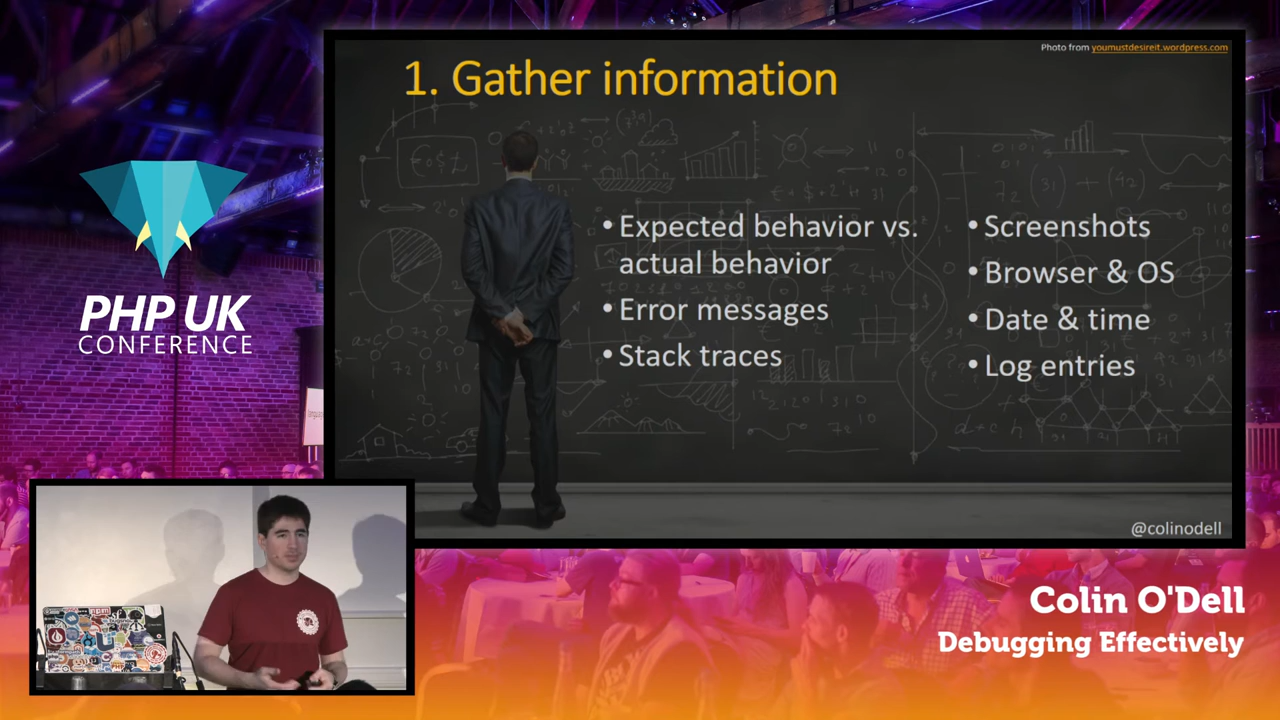 Photo from youmustdesireit.wordpress.com
1. Gather information
• Expected behavior vs.
actual behavior
• Error messages
• Stack traces
• Screenshots
• Browser & OS
• Date & time
• Log entries
@colinodell
PHP UK
CONFERENCE
Colin O'Dell
Debugging Effectively